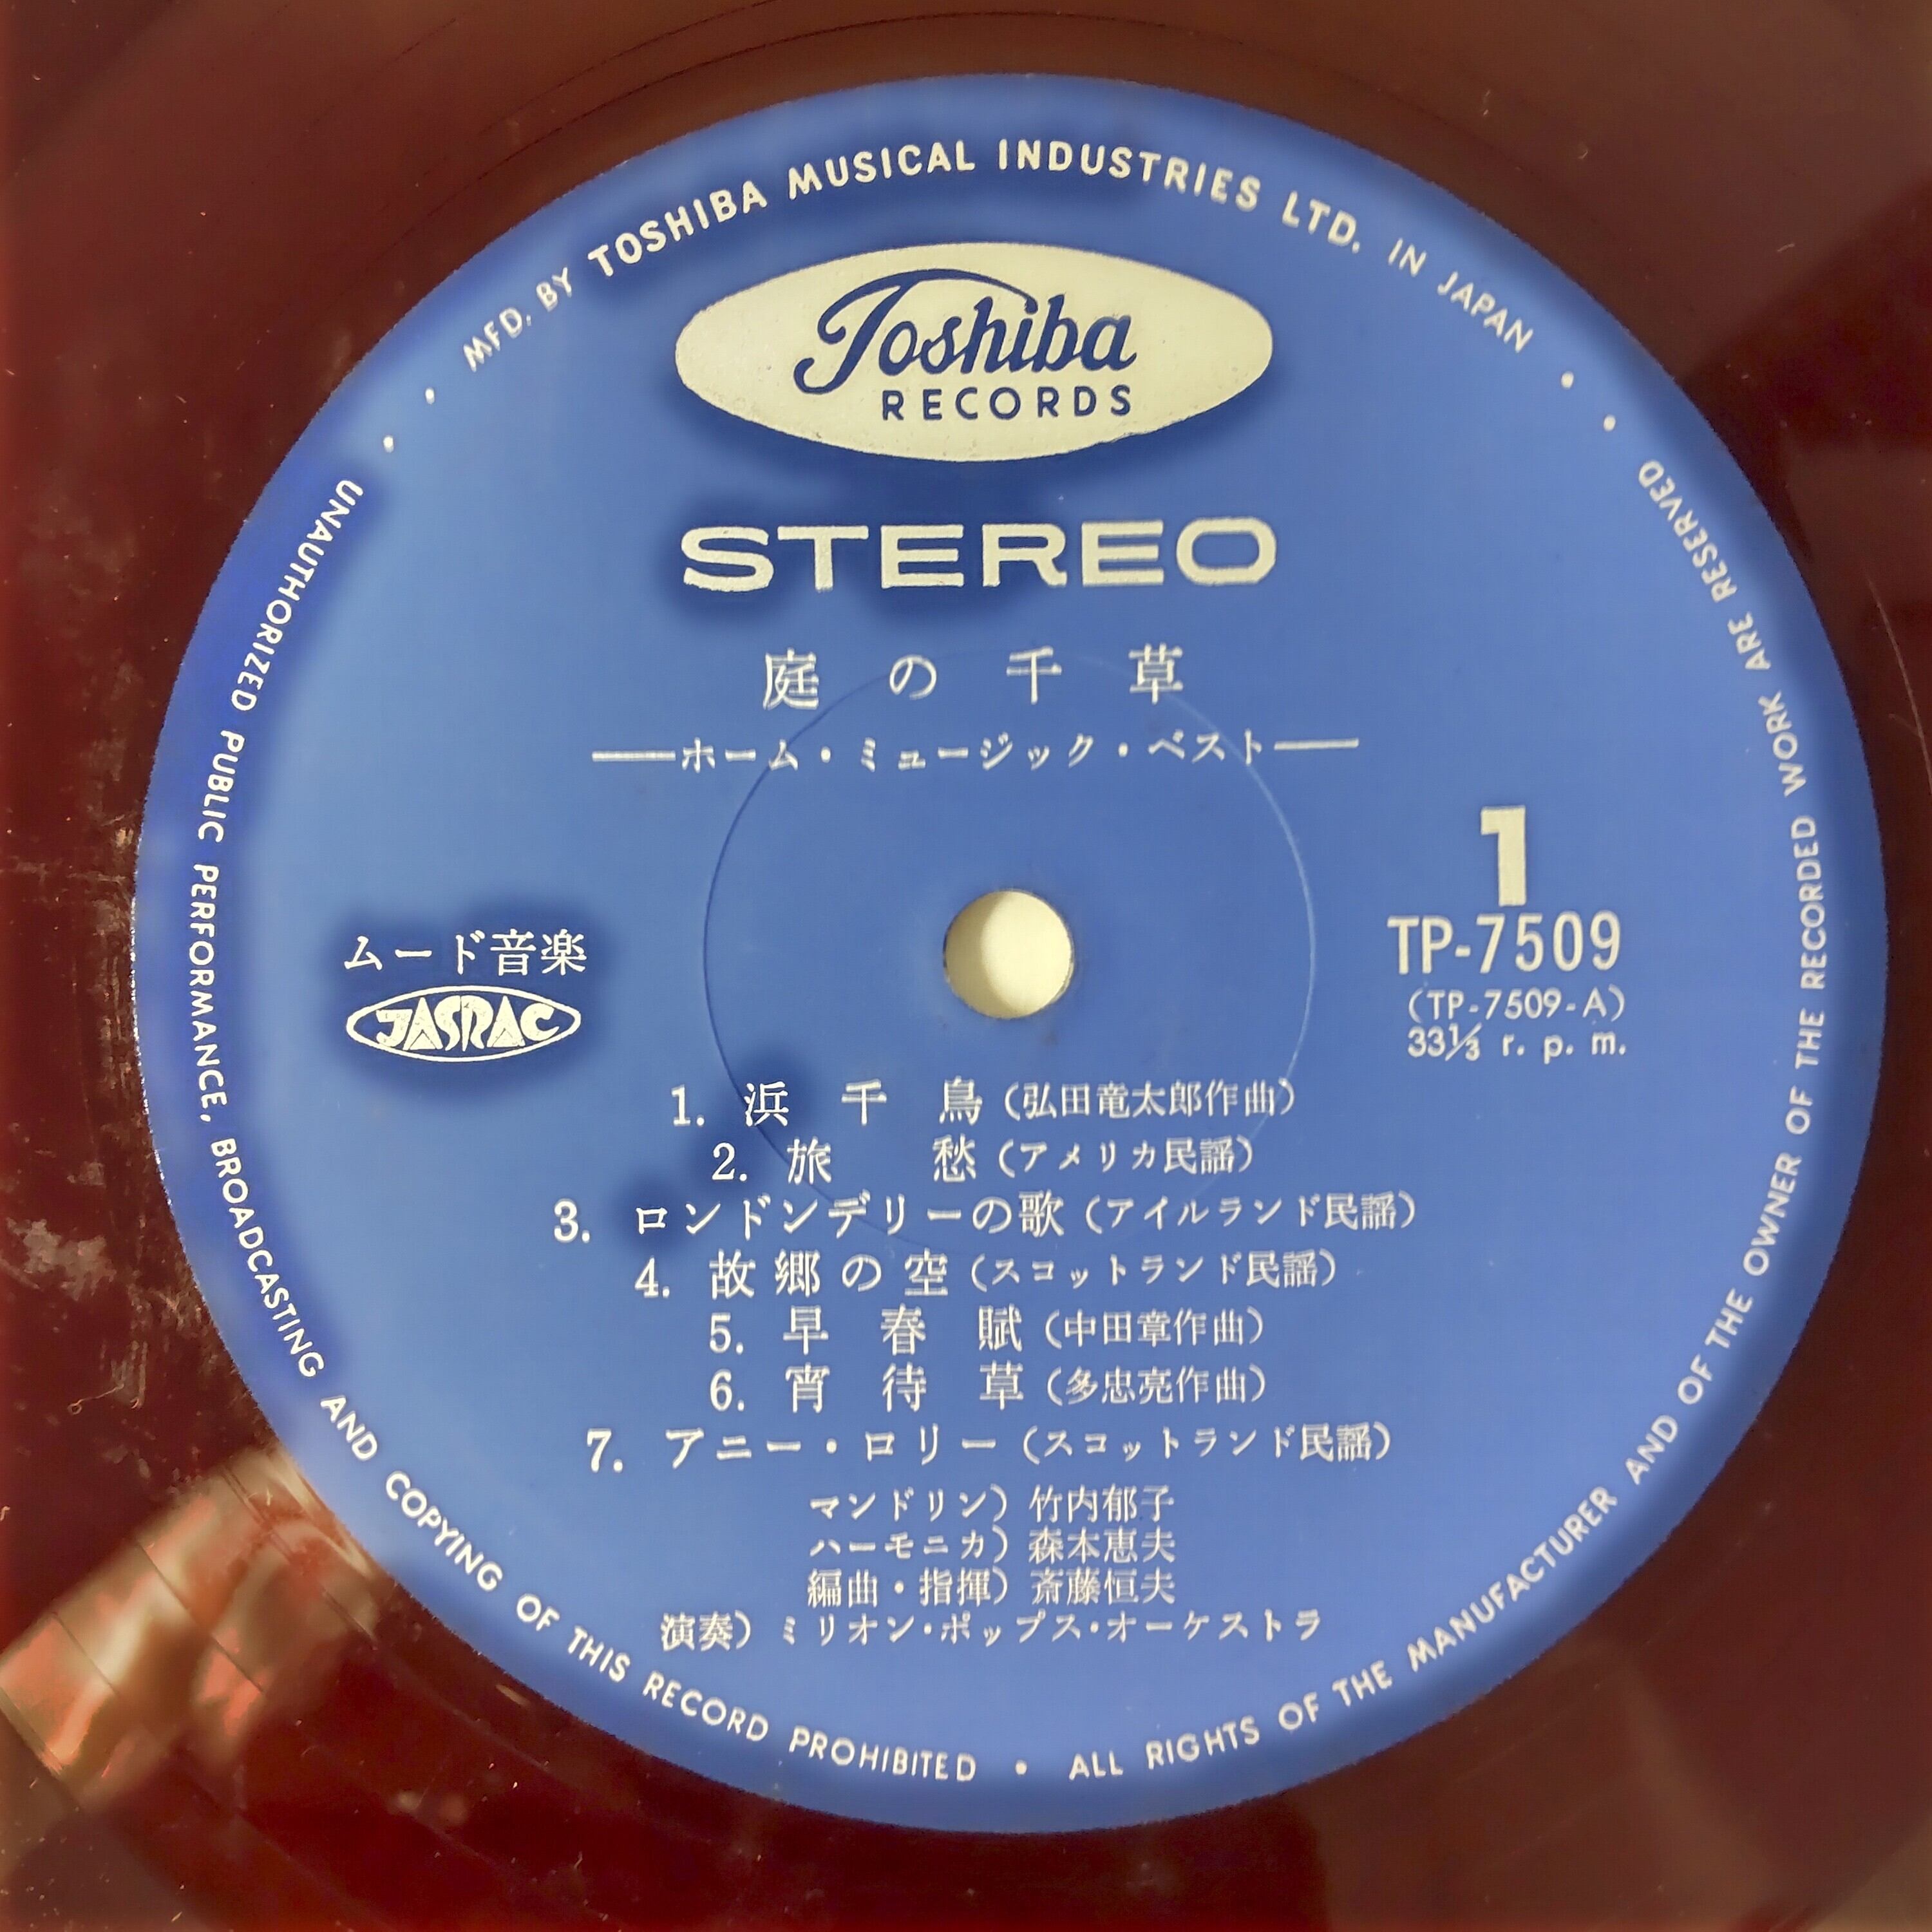 MFD. BY TOSHIBA MUSICAL INDUSTRIES LTD. IN JAPAN
Toshiba
RECORDS
STEREO
庭の千草
――ホーム・ミュージック・ベスト――
1
TP-7509
(TP-7509-A)
33⅓ r. p. m.
ムード音楽
JASRAC
1. 浜千鳥(弘田竜太郎作曲)
2. 旅愁(アメリカ民謡)
3. ロンドンデリーの歌(アイルランド民謡)
4. 故郷の空(スコットランド民謡)
5. 早春賦(中田章作曲)
6. 宵待草(多忠亮作曲)
7. アニー・ロリー(スコットランド民謡)
マンドリン) 竹内郁子
ハーモニカ) 森本恵夫
編曲・指揮) 斎藤恒夫
演奏) ミリオン・ポップス・オーケストラ
UNAUTHORIZED PUBLIC PERFORMANCE, BROADCASTING AND COPYING OF THIS RECORD PROHIBITED • ALL RIGHTS OF THE MANUFACTURER AND OF THE OWNER OF THE RECORDED WORK ARE RESERVED